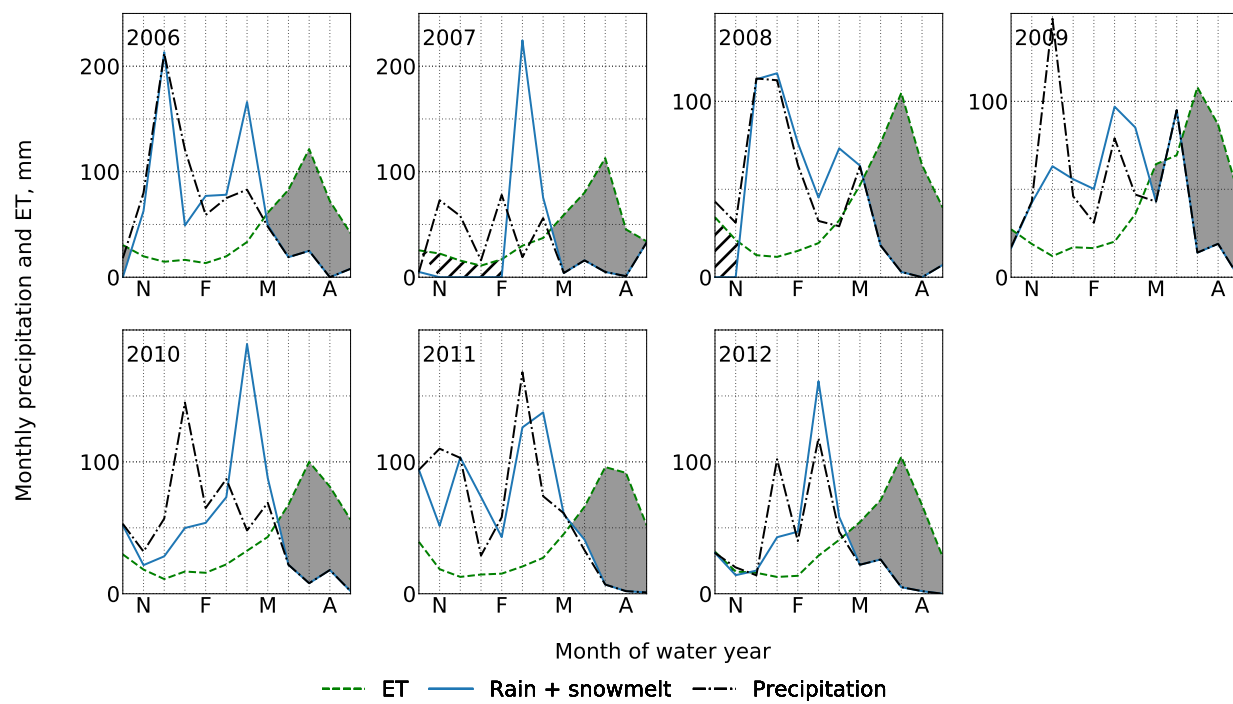 Monthly precipitation and ET, mm
2006
200
100
0
N F M A
2007
200
100
0
N F M A
2008
100
0
N F M A
2009
100
0
N F M A
2010
100
0
N F M A
2011
100
0
N F M A
2012
100
0
N F M A
Month of water year
ET Rain + snowmelt Precipitation